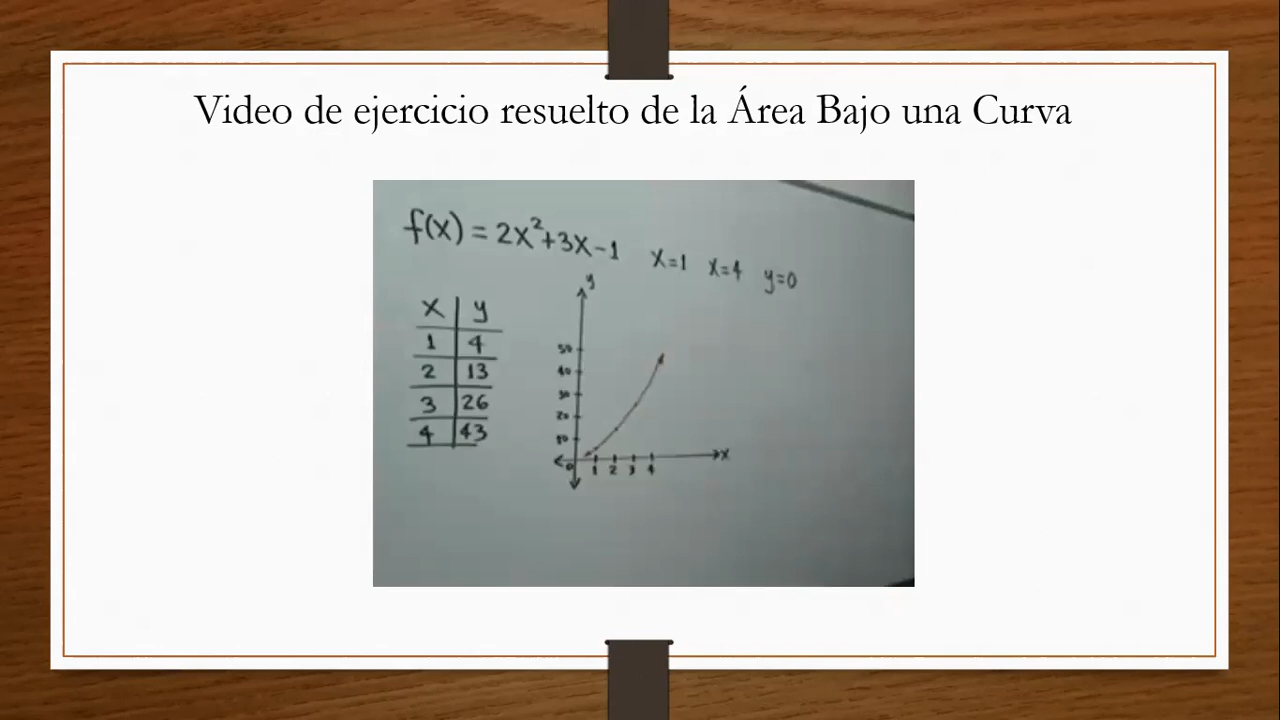 Video de ejercicio resuelto de la Área Bajo una Curva
f(x) = 2x²+3x-1 x=1 x=4 y=0
x y
1 4
2 13
3 26
4 43
y
50
40
30
20
10
0 1 2 3 4 x